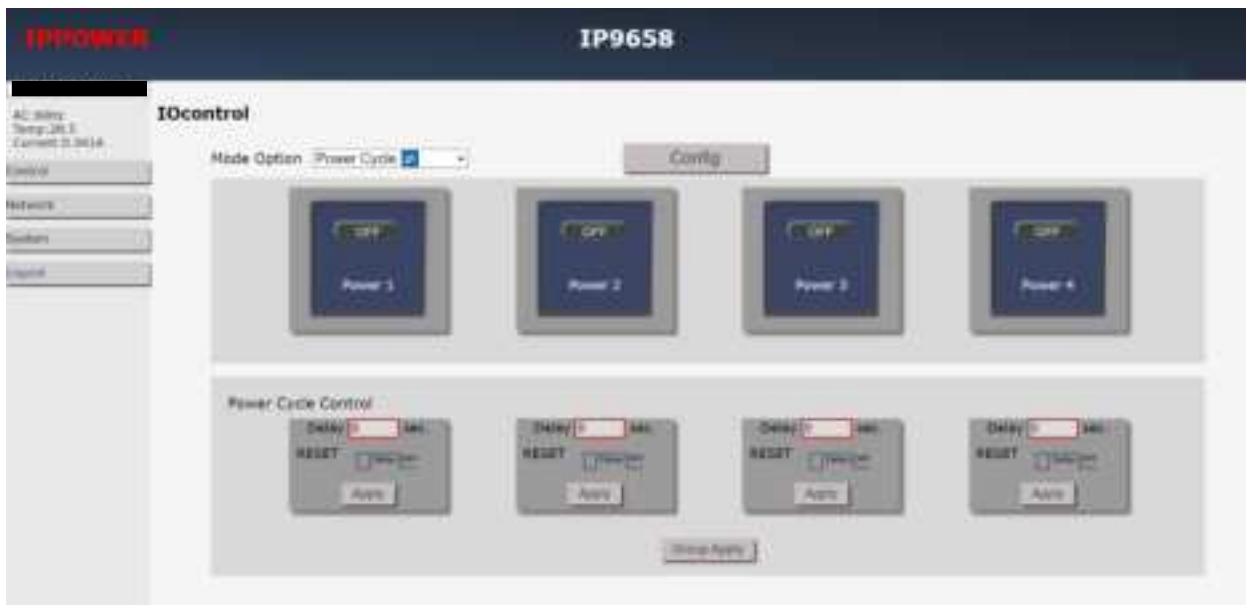 IPPOWER
IP9658
Temp:
Current:
IOcontrol
Mode Option Power Cycle
Config
Control
Network
System
OFF OFF OFF OFF
Power 1 Power 2 Power 3 Power 4
Power Cycle Control
Delay sec. Delay sec. Delay sec. Delay sec.
RESET RESET RESET RESET
Apply Apply Apply Apply
Group Apply